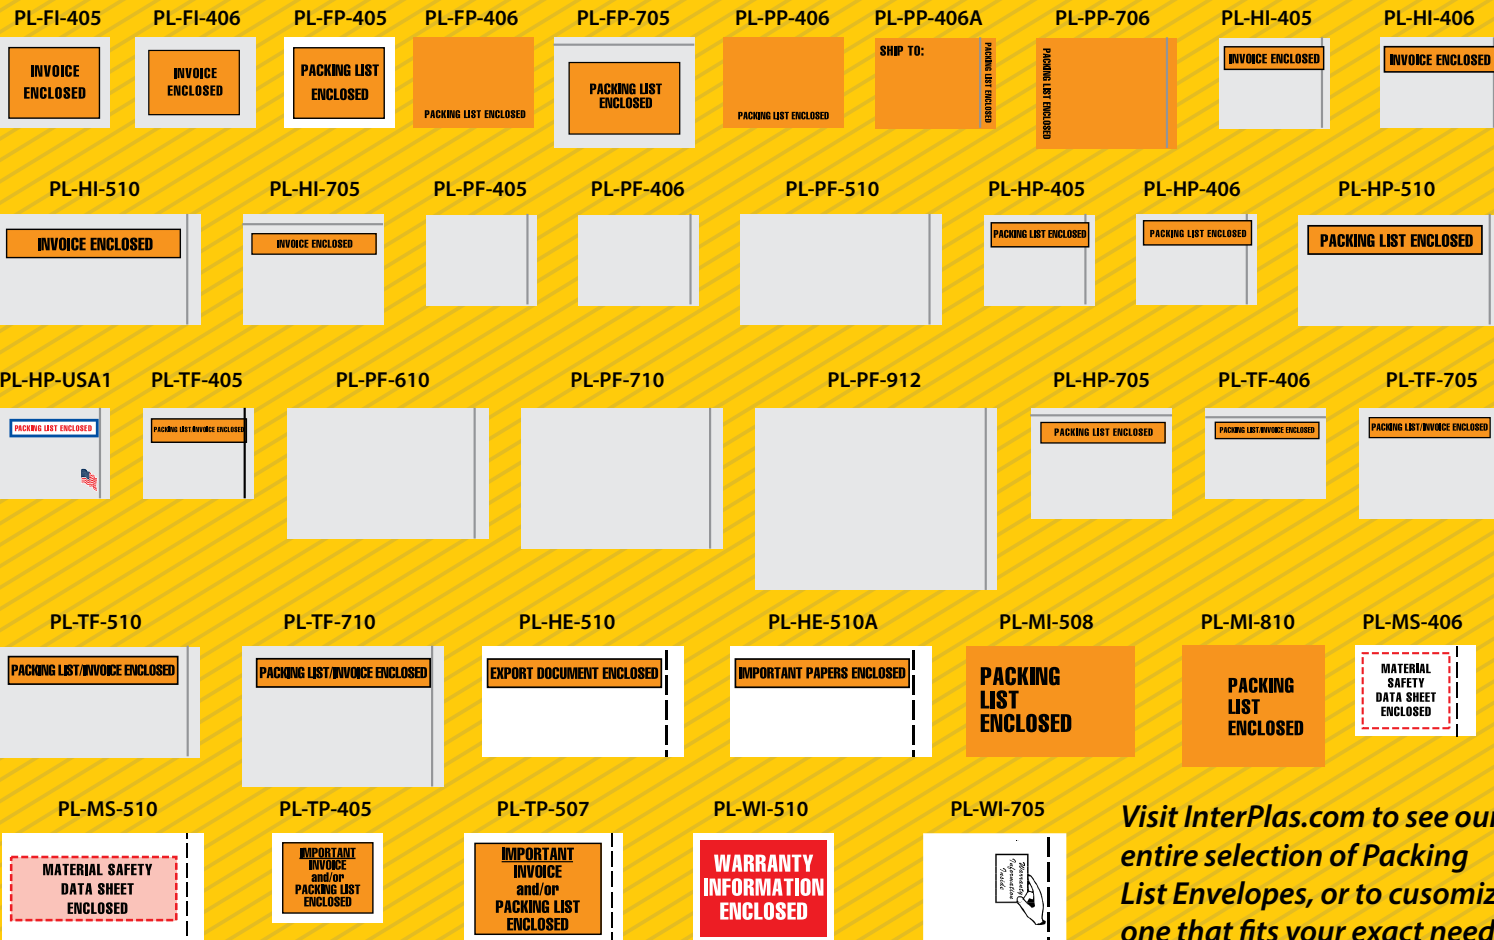 PL-FI-405 PL-FI-406 PL-FP-405 PL-FP-406 PL-FP-705 PL-PP-406 PL-PP-406A PL-PP-706 PL-HI-405 PL-HI-406
INVOICE
ENCLOSED
INVOICE
ENCLOSED
PACKING LIST
ENCLOSED
PACKING LIST ENCLOSED
PACKING LIST
ENCLOSED
PACKING LIST ENCLOSED
SHIP TO:
PACKING LIST ENCLOSED
PACKING LIST ENCLOSED
INVOICE ENCLOSED
INVOICE ENCLOSED
PL-HI-510 PL-HI-705 PL-PF-405 PL-PF-406 PL-PF-510 PL-HP-405 PL-HP-406 PL-HP-510
INVOICE ENCLOSED
INVOICE ENCLOSED
PACKING LIST ENCLOSED
PACKING LIST ENCLOSED
PACKING LIST ENCLOSED
PL-HP-USA1 PL-TF-405 PL-PF-610 PL-PF-710 PL-PF-912 PL-HP-705 PL-TF-406 PL-TF-705
PACKING LIST ENCLOSED
PACKING LIST/INVOICE ENCLOSED
PACKING LIST ENCLOSED
PACKING LIST/INVOICE ENCLOSED
PACKING LIST/INVOICE ENCLOSED
PL-TF-510 PL-TF-710 PL-HE-510 PL-HE-510A PL-MI-508 PL-MI-810 PL-MS-406
PACKING LIST/INVOICE ENCLOSED
PACKING LIST/INVOICE ENCLOSED
EXPORT DOCUMENT ENCLOSED
IMPORTANT PAPERS ENCLOSED
PACKING
LIST
ENCLOSED
PACKING
LIST
ENCLOSED
MATERIAL
SAFETY
DATA SHEET
ENCLOSED
PL-MS-510 PL-TP-405 PL-TP-507 PL-WI-510 PL-WI-705
MATERIAL SAFETY
DATA SHEET
ENCLOSED
IMPORTANT
INVOICE
and/or
PACKING LIST
ENCLOSED
IMPORTANT
INVOICE
and/or
PACKING LIST
ENCLOSED
WARRANTY
INFORMATION
ENCLOSED
Warranty
Information
Inside
Visit InterPlas.com to see our
entire selection of Packing
List Envelopes, or to cusomiz
one that fits your exact need